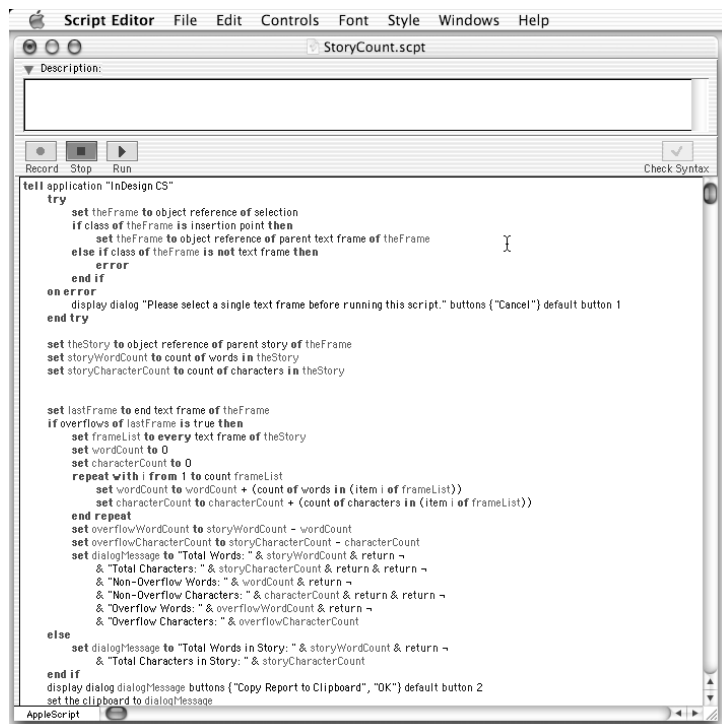 Script Editor File Edit Controls Font Style Windows Help
StoryCount.scpt
Description:
Record Stop Run Check Syntax
tell application "InDesign CS"
try
set theFrame to object reference of selection
if class of theFrame is insertion point then
set theFrame to object reference of parent text frame of theFrame
else if class of theFrame is not text frame then
error
end if
on error
display dialog "Please select a single text frame before running this script." buttons {"Cancel"} default button 1
end try
set theStory to object reference of parent story of theFrame
set storyWordCount to count of words in theStory
set storyCharacterCount to count of characters in theStory
set lastFrame to end text frame of theFrame
if overflows of lastFrame is true then
set frameList to every text frame of theStory
set wordCount to 0
set characterCount to 0
repeat with i from 1 to count frameList
set wordCount to wordCount + (count of words in (item i of frameList))
set characterCount to characterCount + (count of characters in (item i of frameList))
end repeat
set overflowWordCount to storyWordCount - wordCount
set overflowCharacterCount to storyCharacterCount - characterCount
set dialogMessage to "Total Words: " & storyWordCount & return ¬
& "Total Characters: " & storyCharacterCount & return & return ¬
& "Non-Overflow Words: " & wordCount & return ¬
& "Non-Overflow Characters: " & characterCount & return & return ¬
& "Overflow Words: " & overflowWordCount & return ¬
& "Overflow Characters: " & overflowCharacterCount
else
set dialogMessage to "Total Words in Story: " & storyWordCount & return ¬
& "Total Characters in Story: " & storyCharacterCount
end if
display dialog dialogMessage buttons {"Copy Report to Clipboard", "OK"} default button 2
set the clipboard to dialogMessage
AppleScript